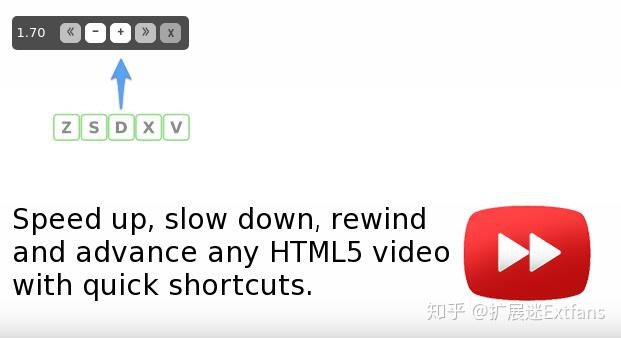 1.70 « − + » x
Z S D X V
Speed up, slow down, rewind
and advance any HTML5 video
with quick shortcuts.
知乎 @扩展迷Extfans